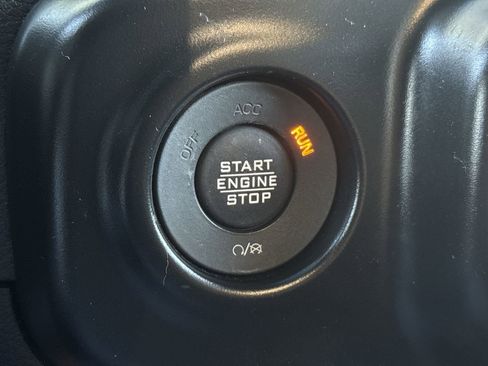 ACC
OFF
RUN
START
ENGINE
STOP